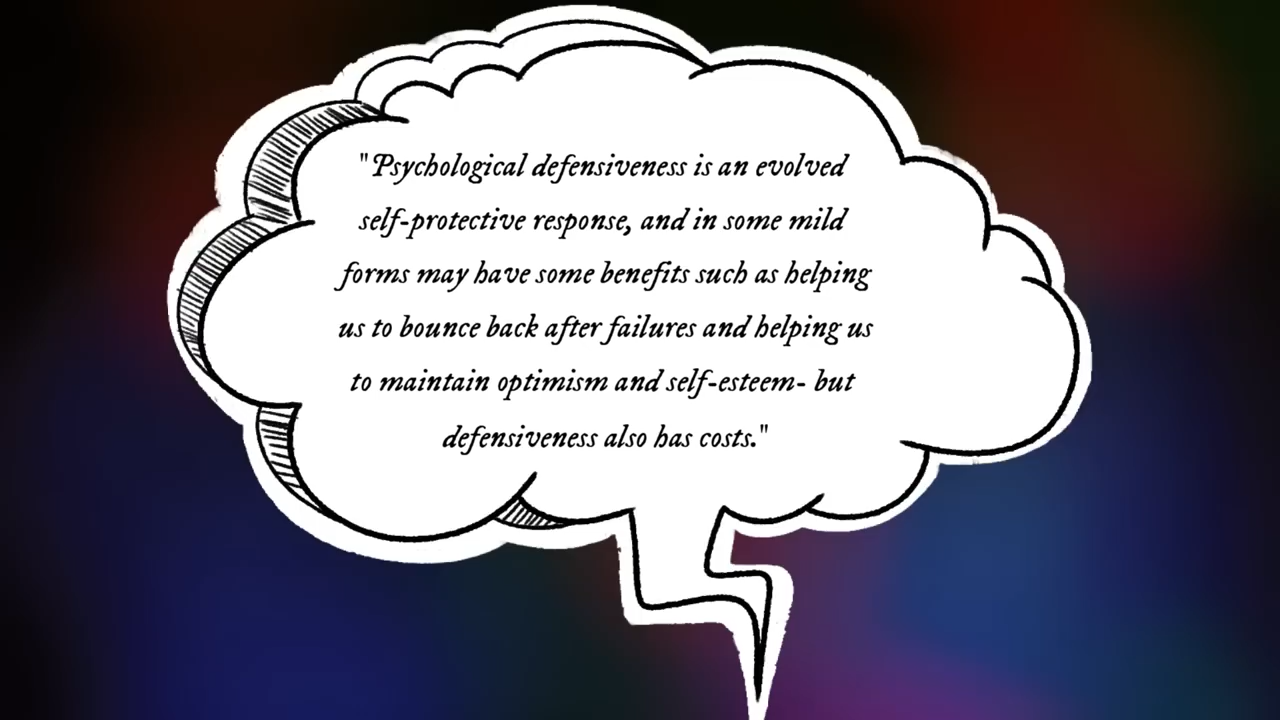 "Psychological defensiveness is an evolved
self-protective response, and in some mild
forms may have some benefits such as helping
us to bounce back after failures and helping us
to maintain optimism and self-esteem- but
defensiveness also has costs."